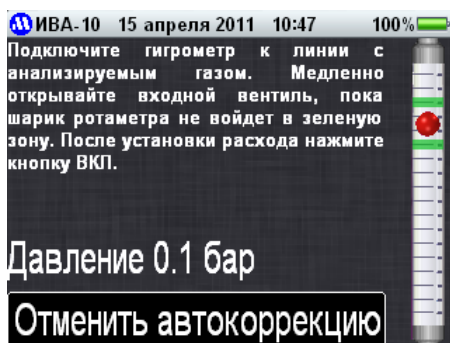 ИВА-10 15 апреля 2011 10:47 100%
Подключите гигрометр к линии с
анализируемым газом. Медленно
открывайте входной вентиль, пока
шарик ротаметра не войдет в зеленую
зону. После установки расхода нажмите
кнопку ВКЛ.
Давление 0.1 бар
Отменить автокоррекцию